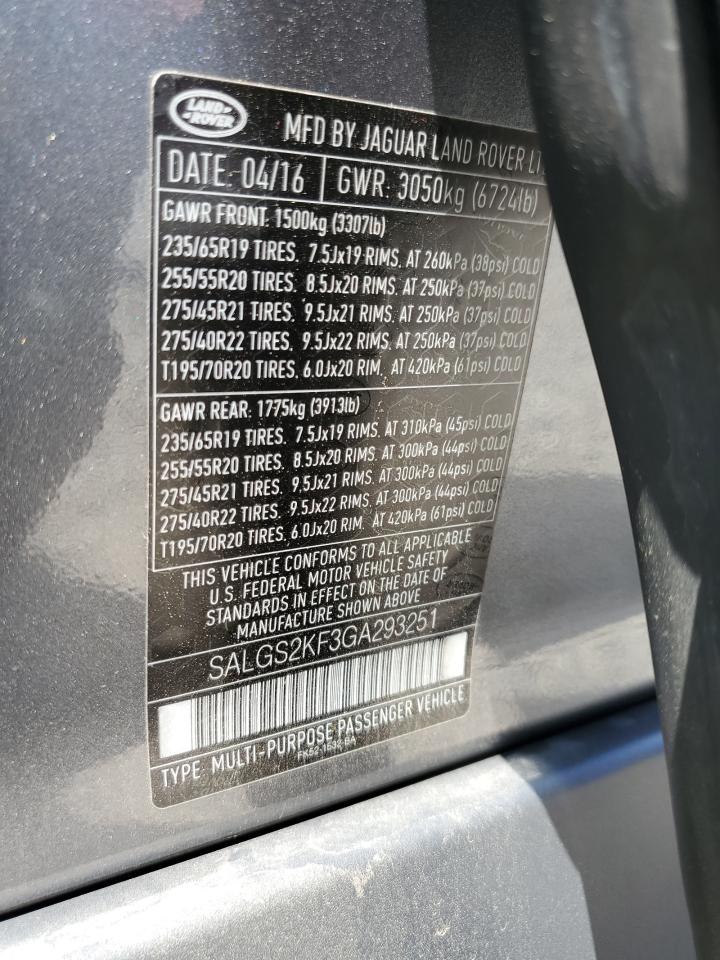 LAND
ROVER
MFD BY JAGUAR LAND ROVER LT
DATE: 04/16 GWR: 3050kg (6724lb)
GAWR FRONT: 1500kg (3307lb)
235/65R19 TIRES, 7.5Jx19 RIMS, AT 260kPa (38psi) COLD
255/55R20 TIRES, 8.5Jx20 RIMS, AT 250kPa (37psi) COLD
275/45R21 TIRES, 9.5Jx21 RIMS, AT 250kPa (37psi) COLD
275/40R22 TIRES, 9.5Jx22 RIMS, AT 250kPa (37psi) COLD
T195/70R20 TIRES, 6.0Jx20 RIM, AT 420kPa (61psi) COLD
GAWR REAR: 1775kg (3913lb)
235/65R19 TIRES, 7.5Jx19 RIMS, AT 310kPa (45psi) COLD
255/55R20 TIRES, 8.5Jx20 RIMS, AT 300kPa (44psi) COLD
275/45R21 TIRES, 9.5Jx21 RIMS, AT 300kPa (44psi) COLD
275/40R22 TIRES, 9.5Jx22 RIMS, AT 300kPa (44psi) COLD
T195/70R20 TIRES, 6.0Jx20 RIM, AT 420kPa (61psi) COLD
THIS VEHICLE CONFORMS TO ALL APPLICABLE
U.S. FEDERAL MOTOR VEHICLE SAFETY
STANDARDS IN EFFECT ON THE DATE OF
MANUFACTURE SHOWN ABOVE
SALGS2KF3GA293251
TYPE: MULTI-PURPOSE PASSENGER VEHICLE
FK52-1532-BA